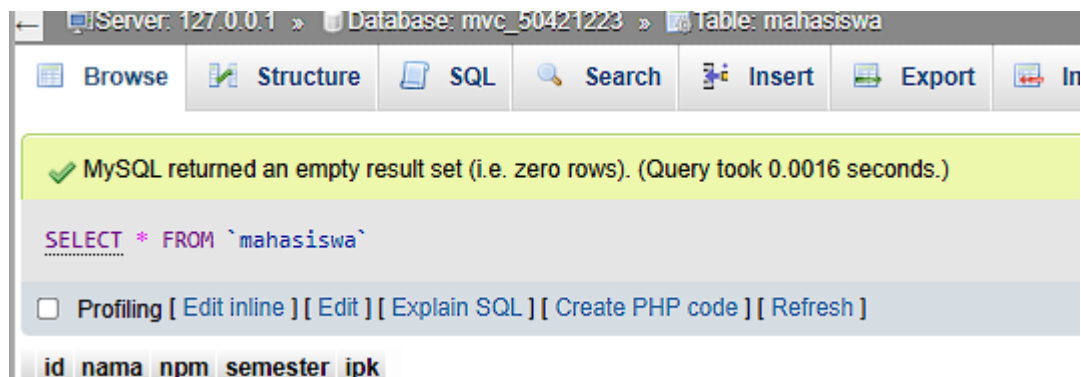 Server: 127.0.0.1 » Database: mvc_50421223 » Table: mahasiswa
Browse Structure SQL Search Insert Export
MySQL returned an empty result set (i.e. zero rows). (Query took 0.0016 seconds.)
SELECT * FROM `mahasiswa`
Profiling [ Edit inline ] [ Edit ] [ Explain SQL ] [ Create PHP code ] [ Refresh ]
id nama npm semester ipk